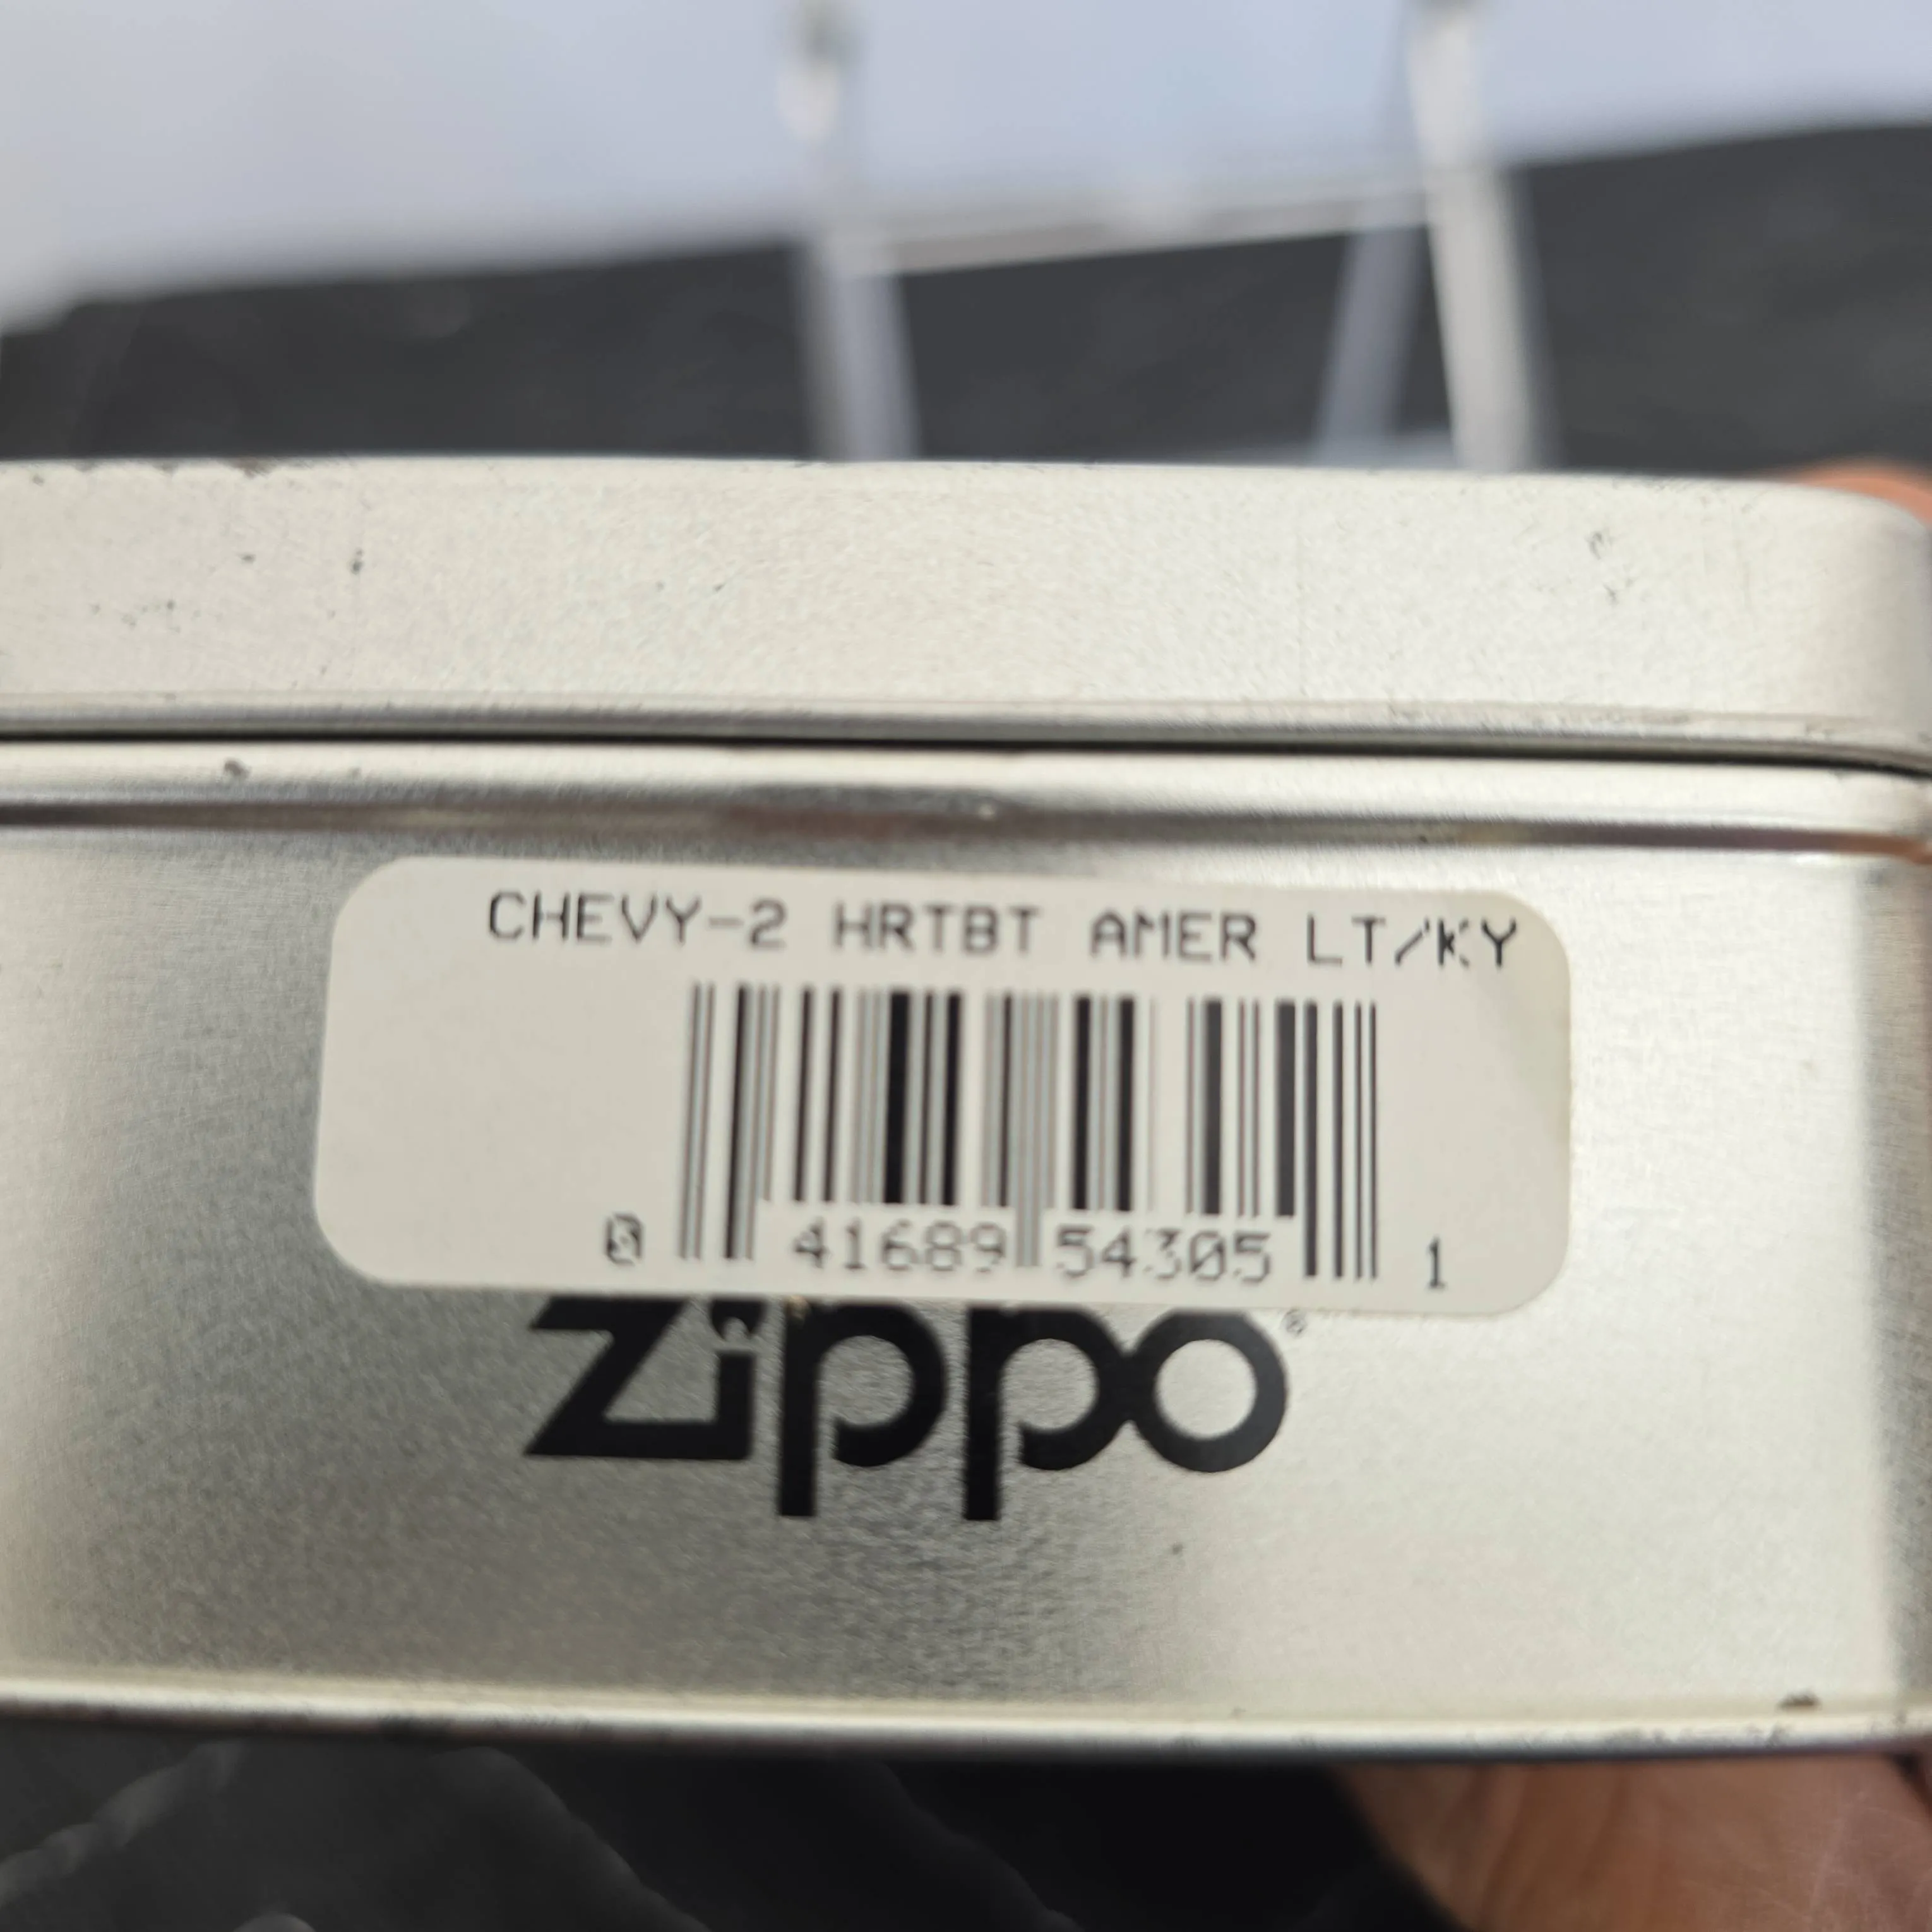 CHEVY-2 HRTBT AMER LT/KY
0 41689 54305 1
zippo®